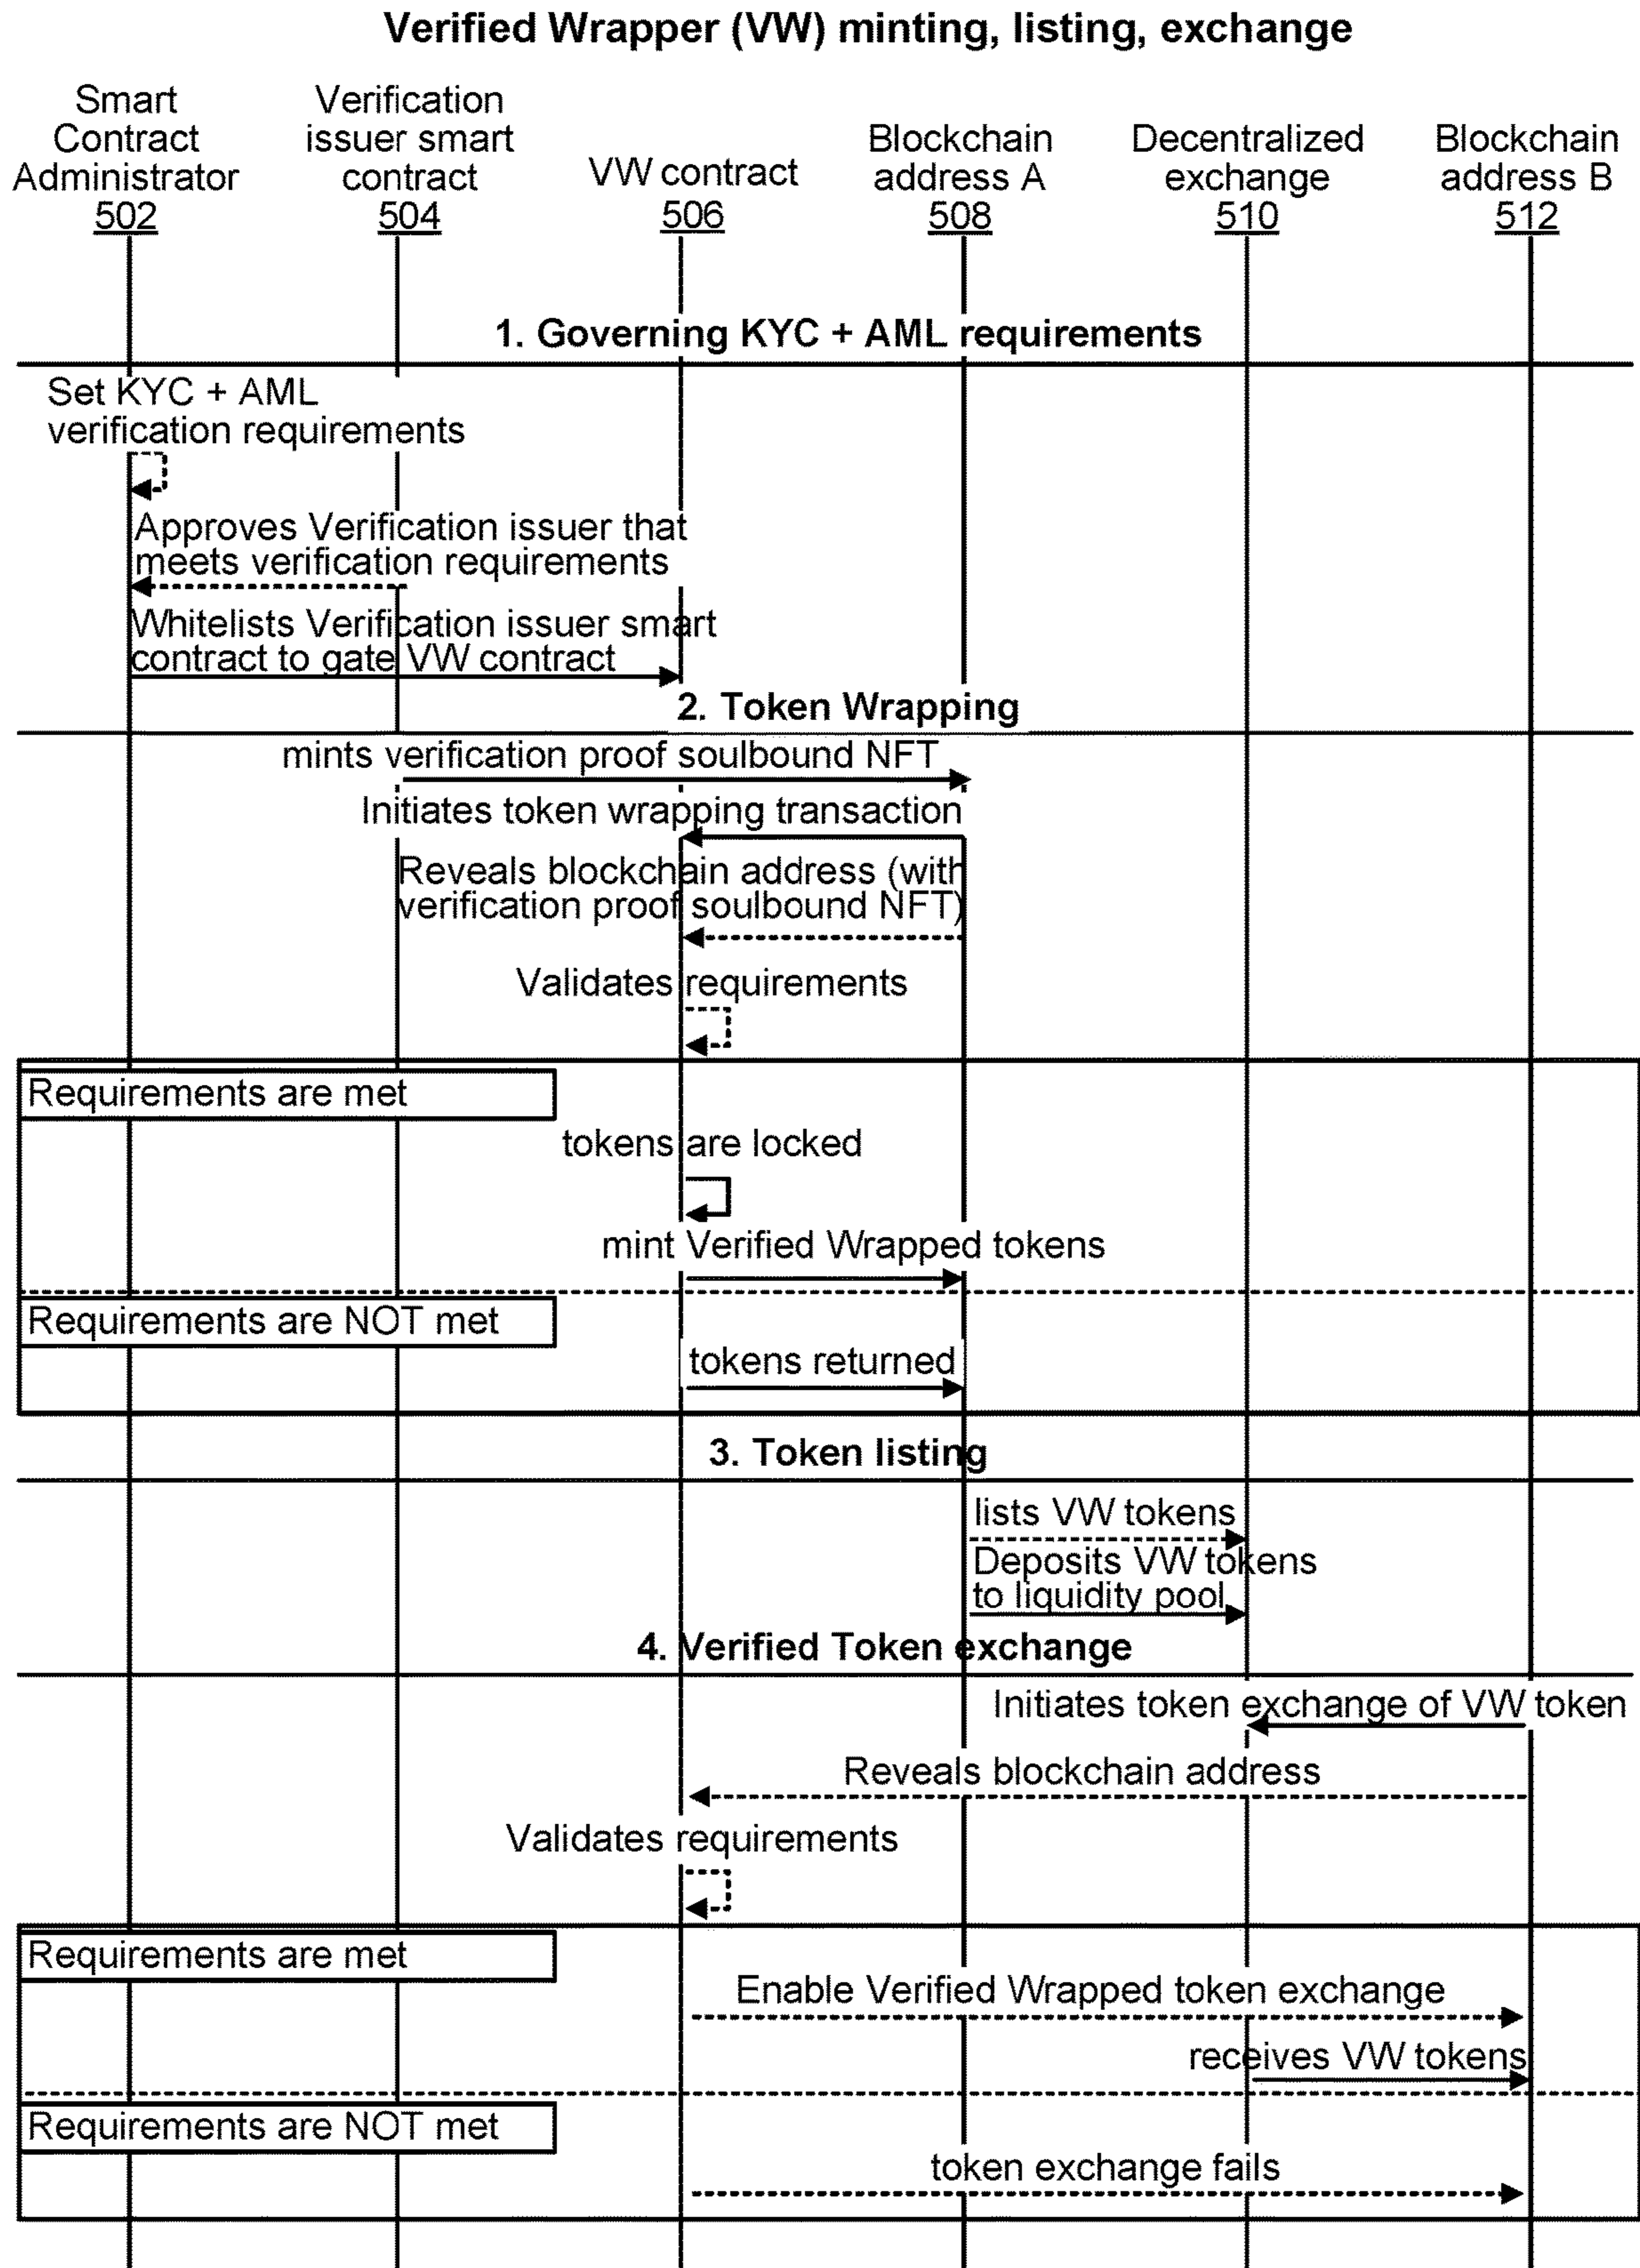 Verified Wrapper (VW) minting, listing, exchange
Smart
Contract
Administrator
502
Verification
issuer smart
contract
504
VW contract
506
Blockchain
address A
508
Decentralized
exchange
510
Blockchain
address B
512
1. Governing KYC + AML requirements
Set KYC + AML
verification requirements
Approves Verification issuer that
meets verification requirements
Whitelists Verification issuer smart
contract to gate VW contract
2. Token Wrapping
mints verification proof soulbound NFT
Initiates token wrapping transaction
Reveals blockchain address (with
verification proof soulbound NFT)
Validates requirements
Requirements are met
tokens are locked
mint Verified Wrapped tokens
Requirements are NOT met
tokens returned
3. Token listing
lists VW tokens
Deposits VW tokens
to liquidity pool
4. Verified Token exchange
Initiates token exchange of VW token
Reveals blockchain address
Validates requirements
Requirements are met
Enable Verified Wrapped token exchange
receives VW tokens
Requirements are NOT met
token exchange fails